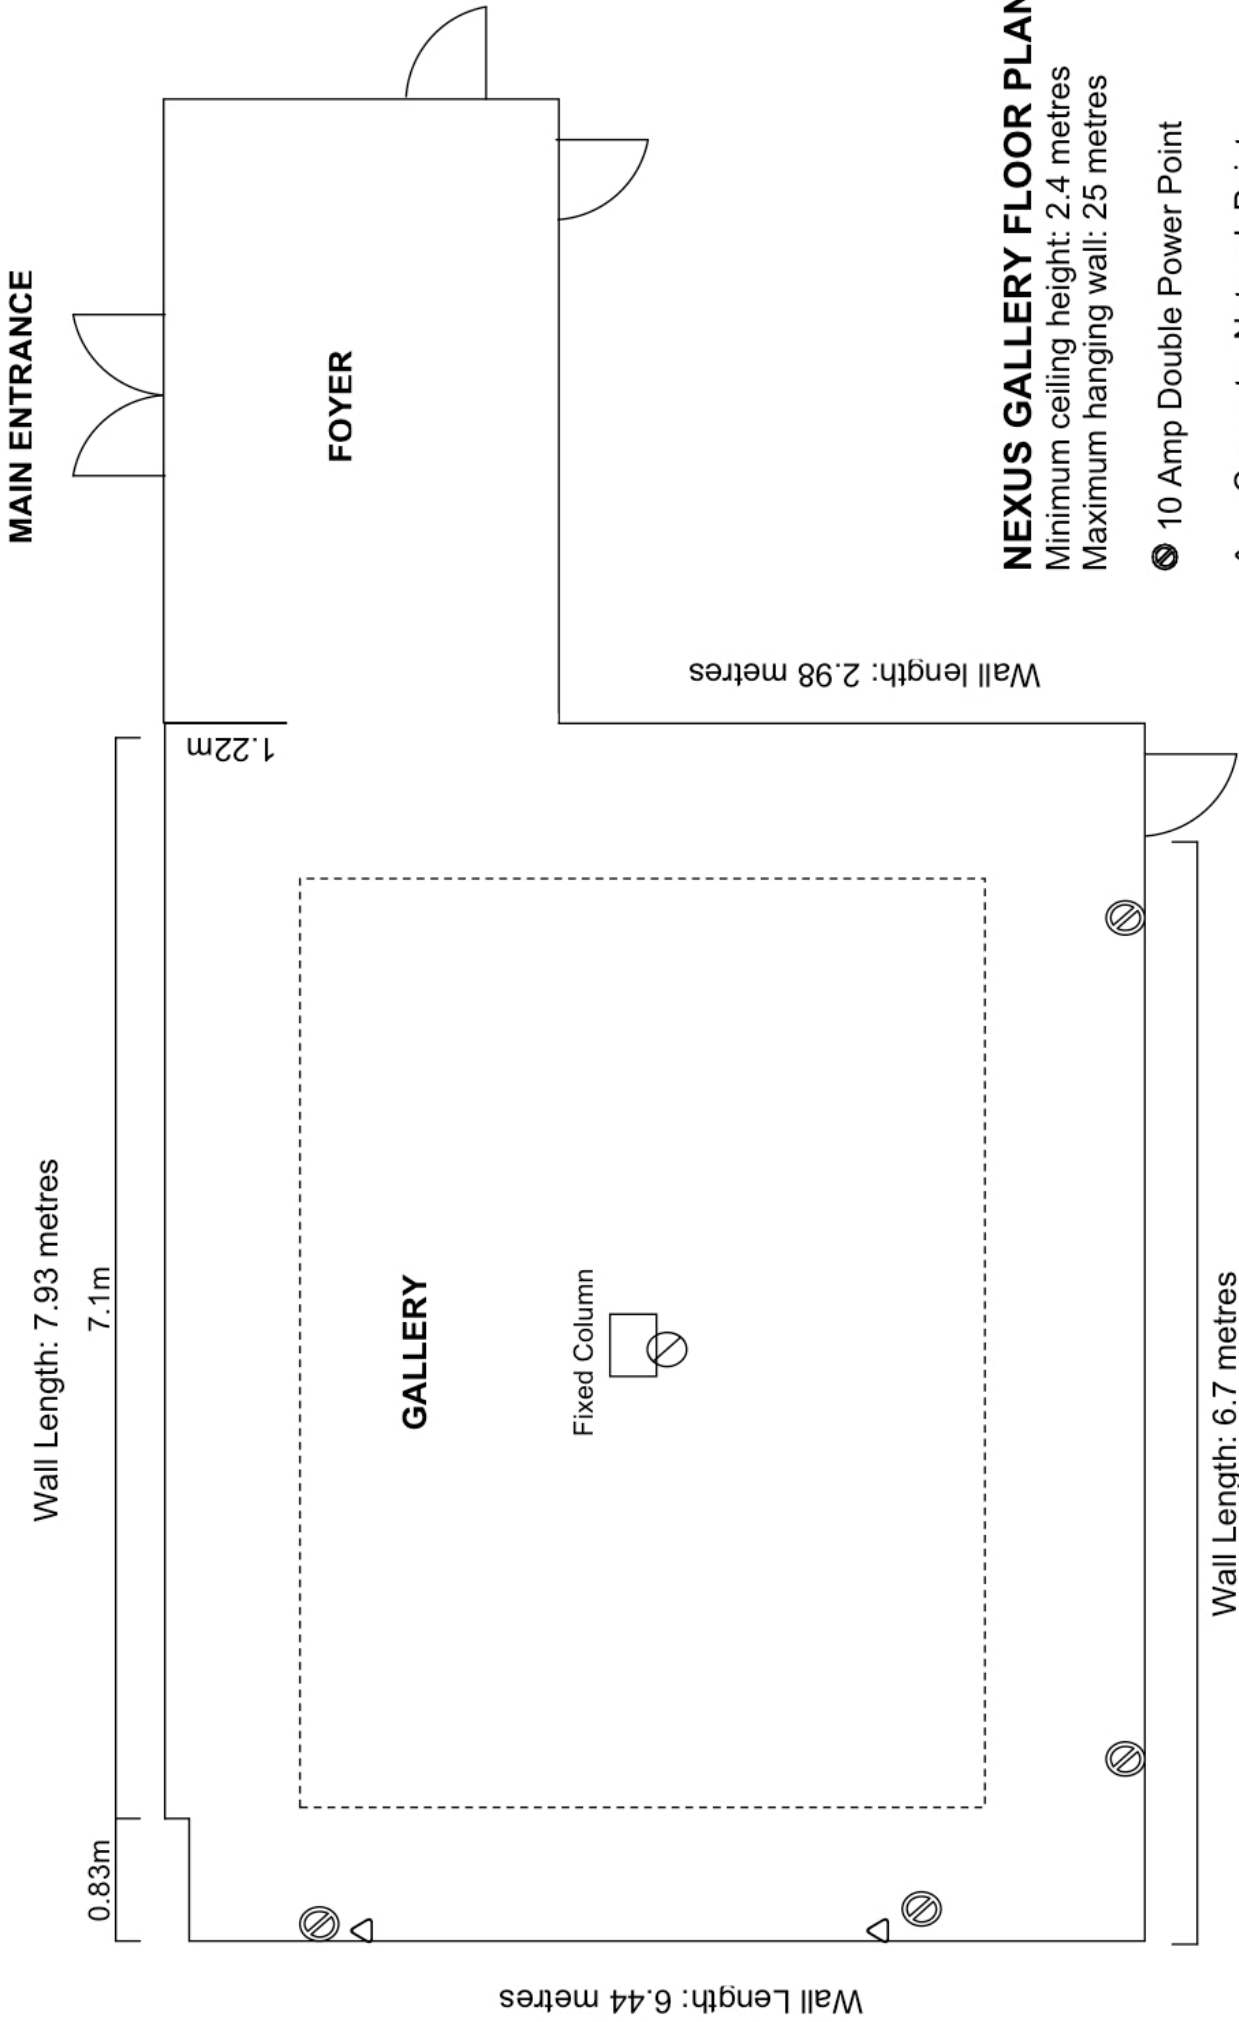 MAIN ENTRANCE
Wall Length: 7.93 metres
0.83m
7.1m
1.22m
FOYER
GALLERY
Fixed Column
Wall Length: 6.44 metres
Wall length: 2.98 metres
Wall Length: 6.7 metres
NEXUS GALLERY FLOOR PLAN
Minimum ceiling height: 2.4 metres
Maximum hanging wall: 25 metres
10 Amp Double Power Point